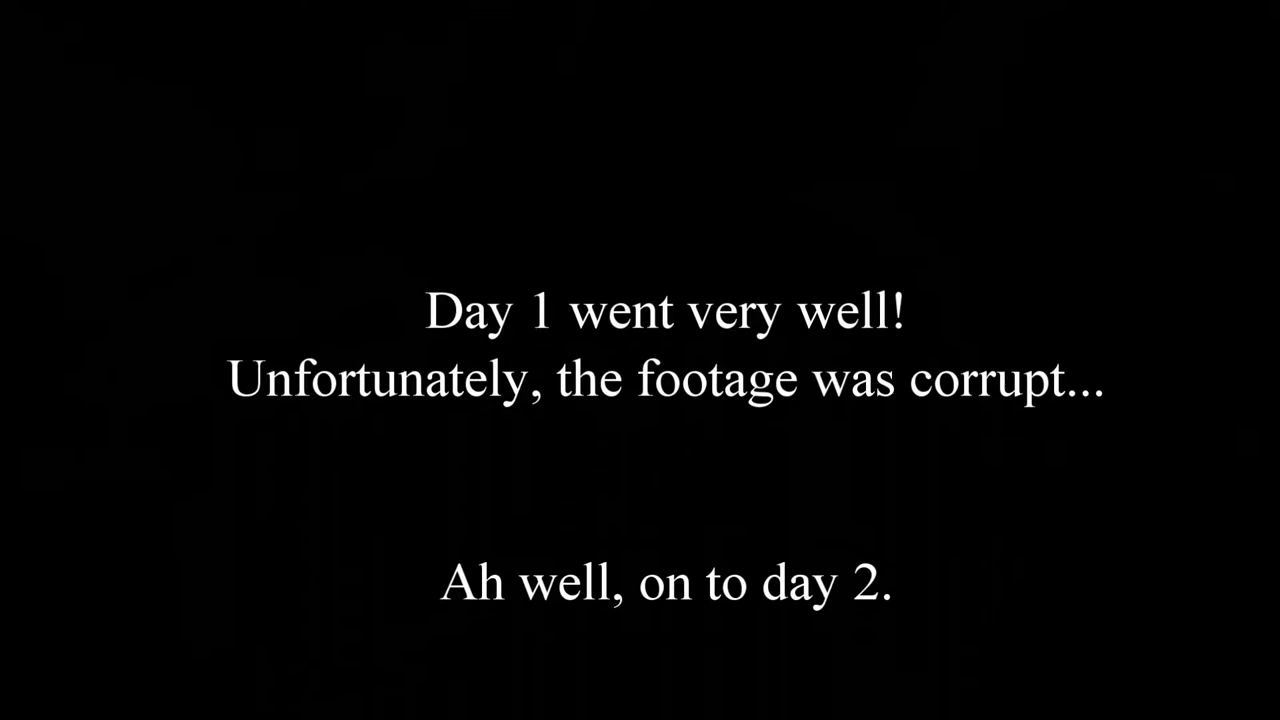 Day 1 went very well!
Unfortunately, the footage was corrupt...
Ah well, on to day 2.